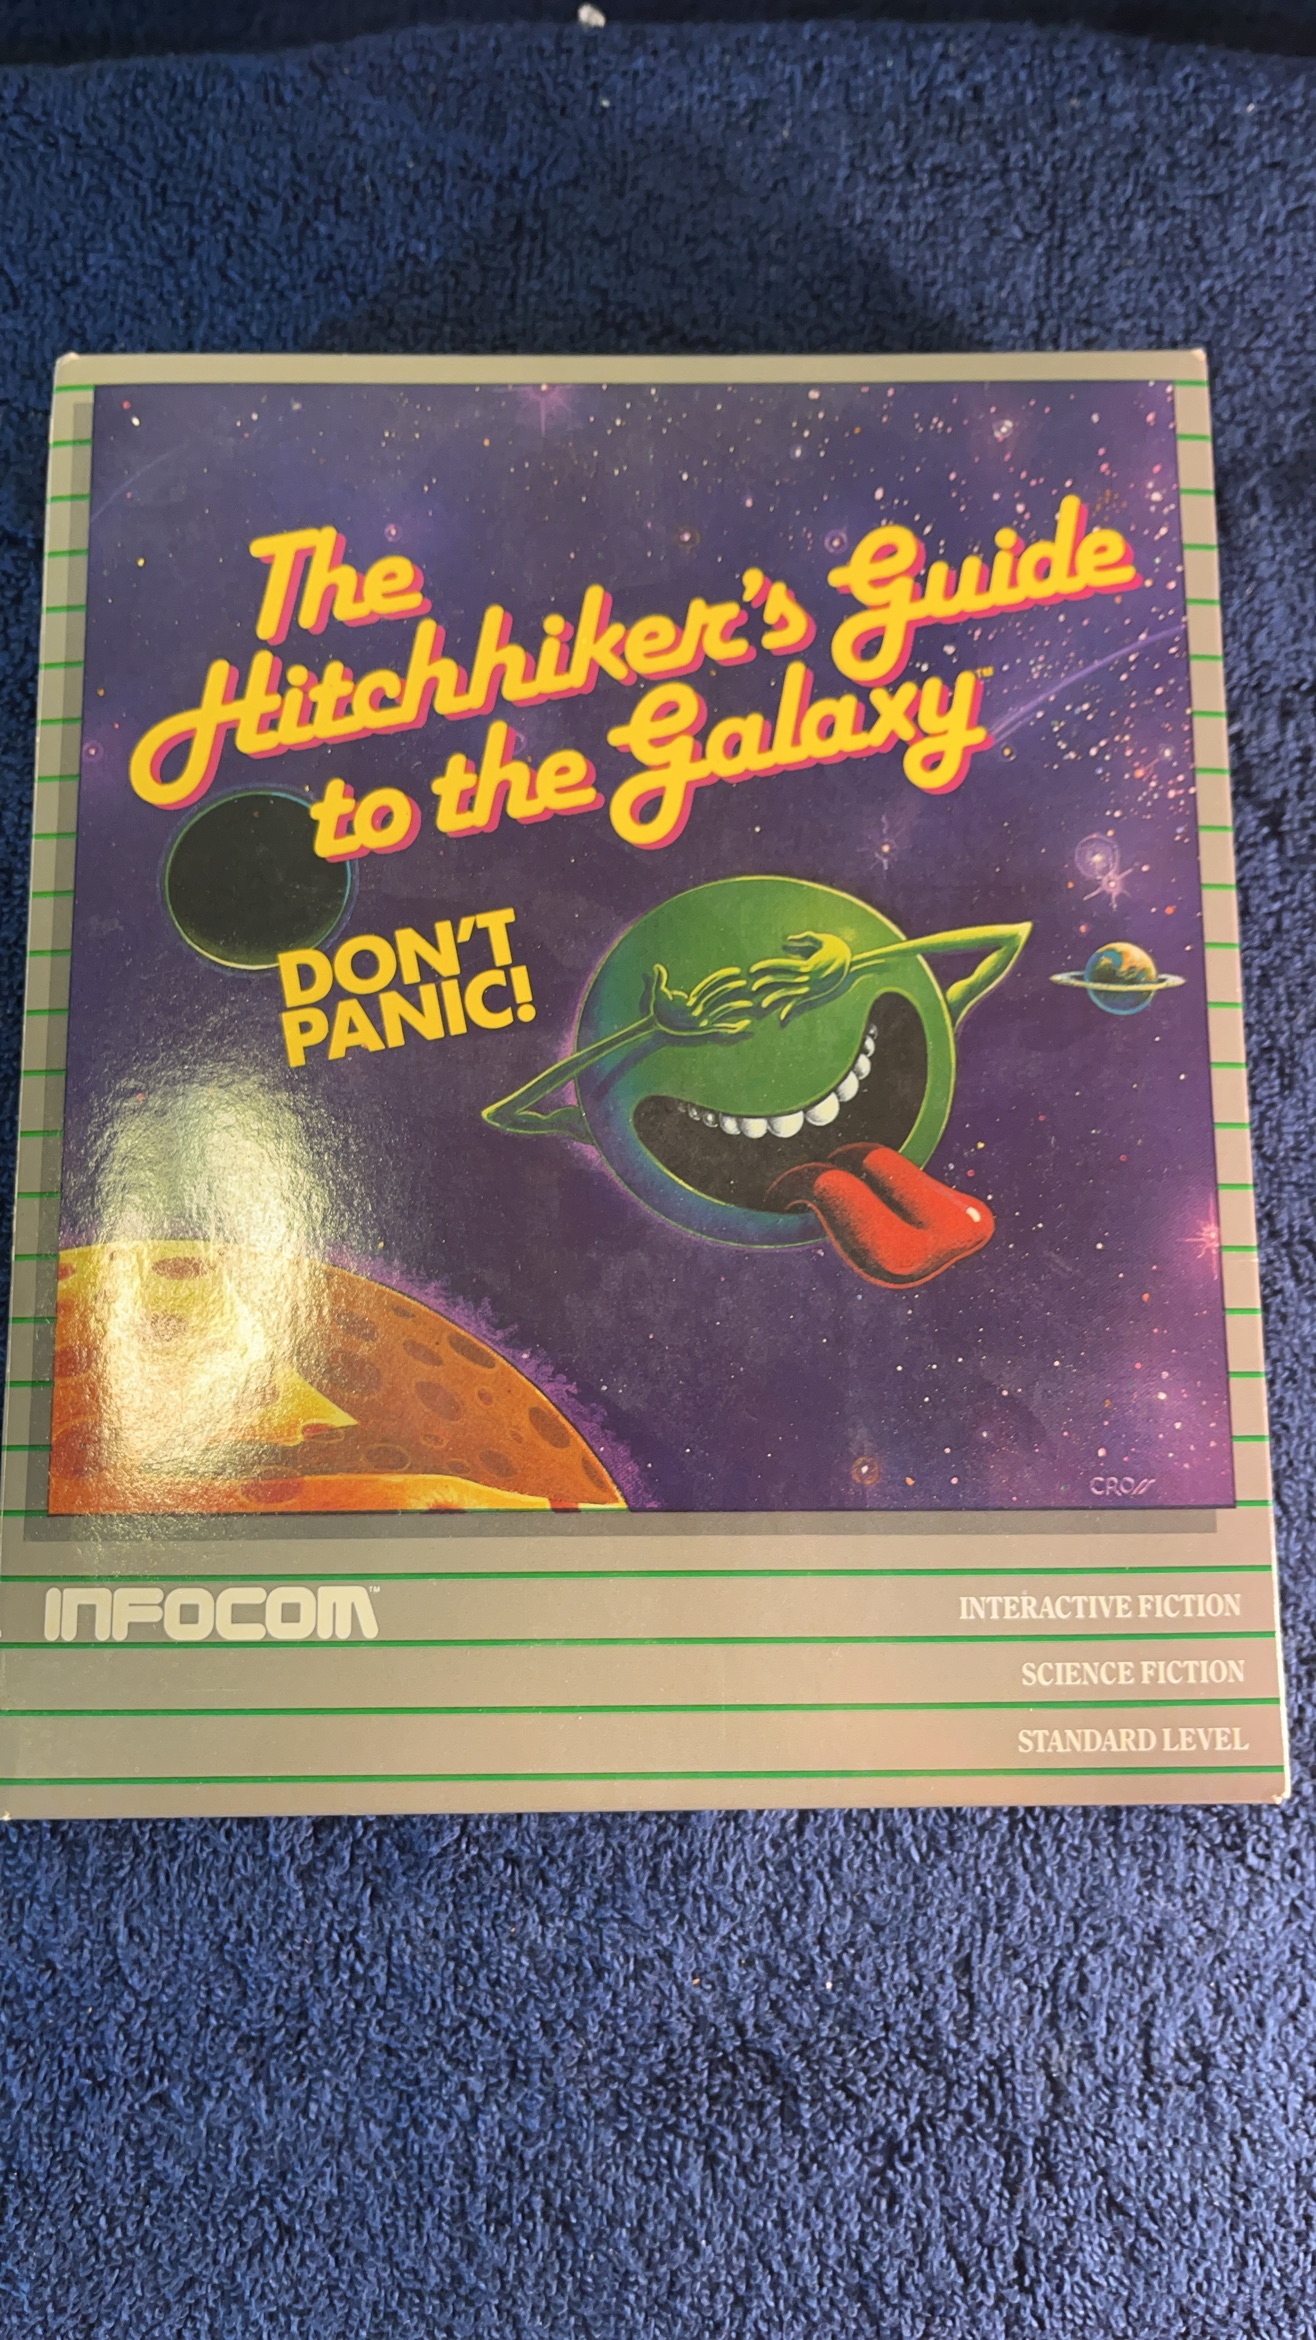 The
Hitchhiker's Guide
to the Galaxy™
DON'T
PANIC!
CROSS
INFOCOM™
INTERACTIVE FICTION
SCIENCE FICTION
STANDARD LEVEL